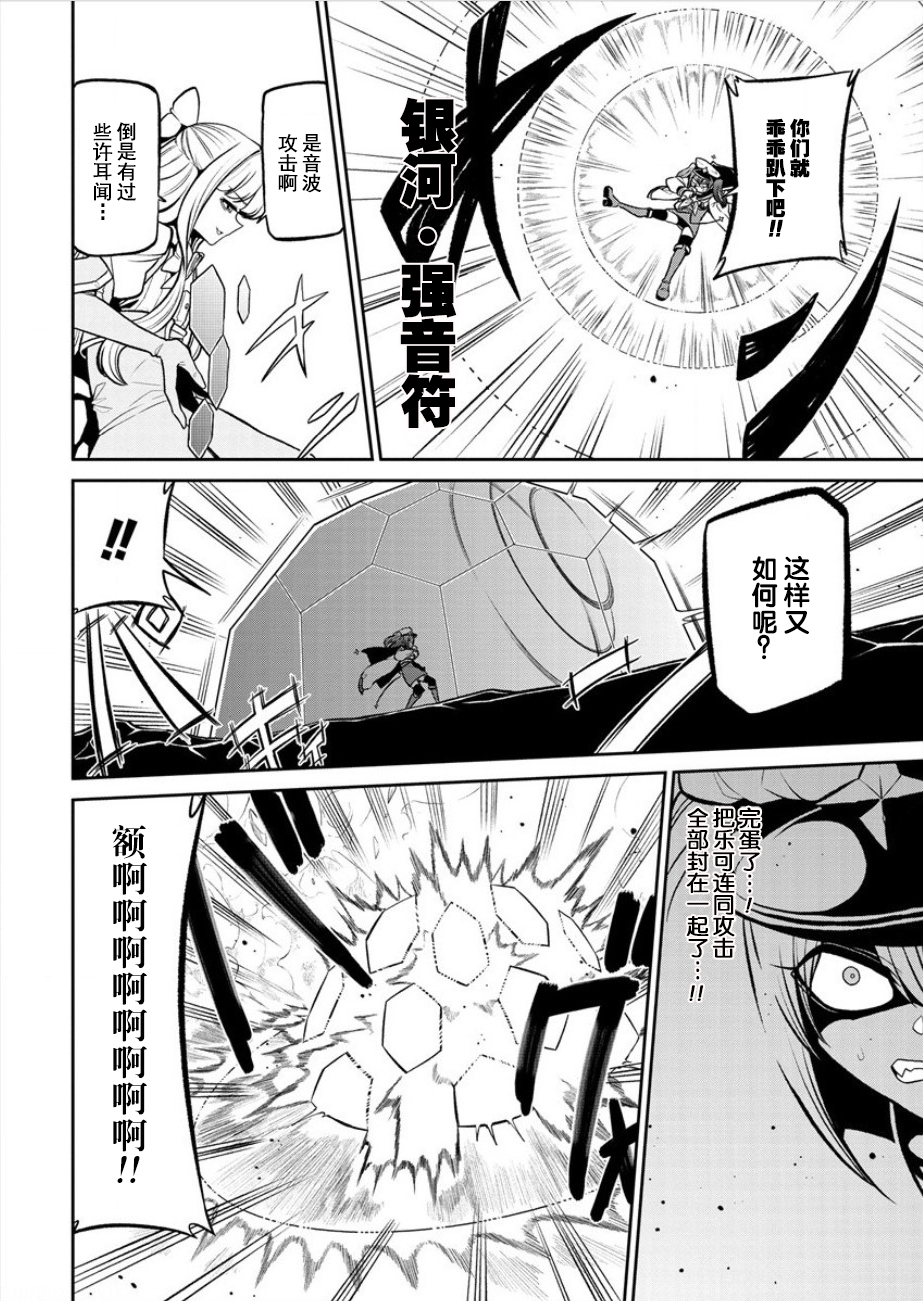 你们就
乖乖趴下吧!!
银河·强音符
是音波
攻击啊
倒是有过
些许耳闻…
这样又
如何呢?
!!
完蛋了…!
把乐可连同攻击
全部封在一起了…!!
额啊啊啊啊啊啊啊啊!!